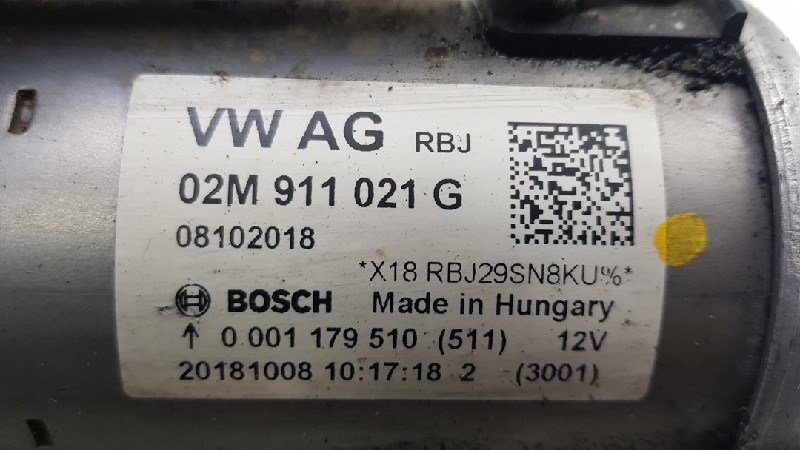 VW AG RBJ
02M 911 021 G
08102018
*X18 RBJ29SN8KU%*
BOSCH Made in Hungary
↑ 0 001 179 510 (511) 12V
20181008 10:17:18 2 (3001)